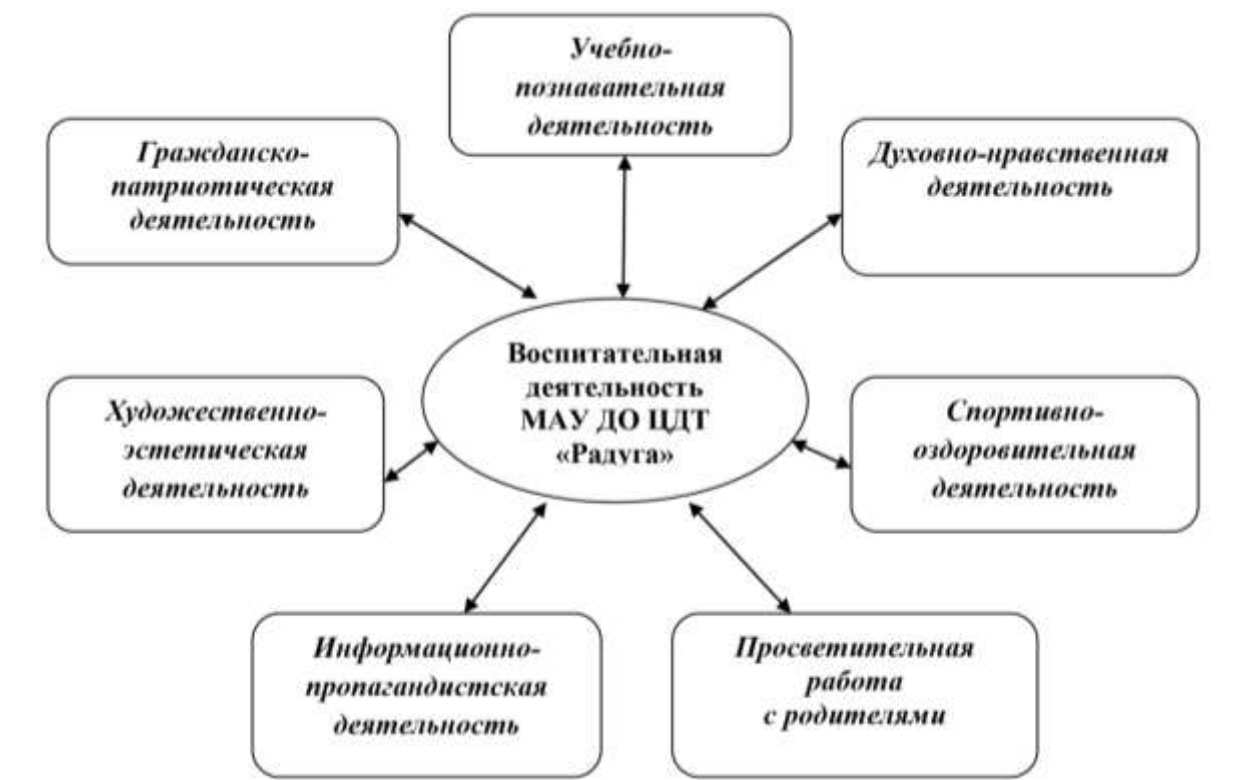 Учебно-
познавательная
деятельность
Гражданско-
патриотическая
деятельность
Духовно-нравственная
деятельность
Воспитательная
деятельность
МАУ ДО ЦДТ
«Радуга»
Художественно-
эстетическая
деятельность
Спортивно-
оздоровительная
деятельность
Информационно-
пропагандистская
деятельность
Просветительная
работа
с родителями